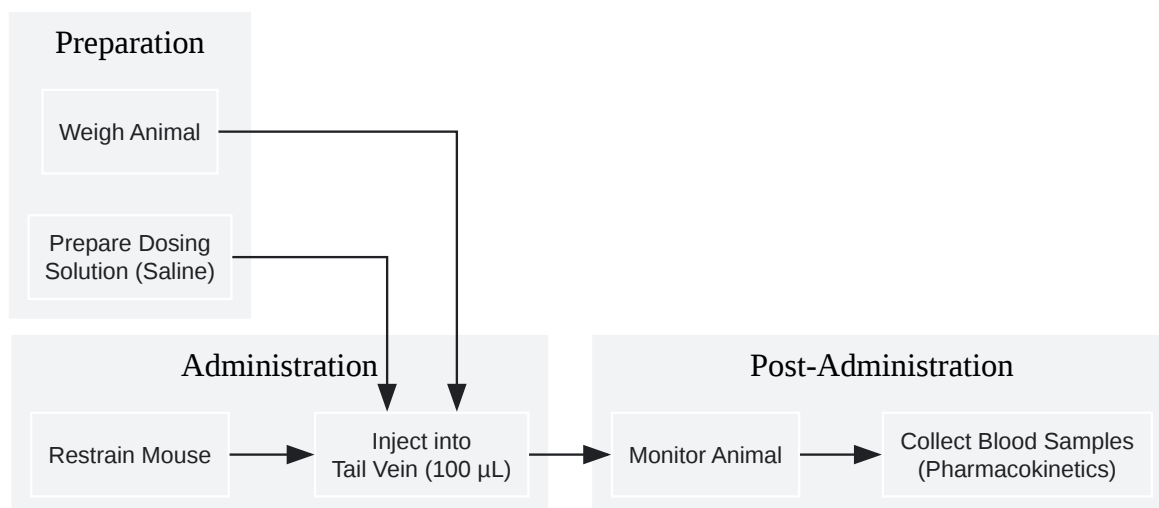 Preparation
Weigh Animal
Prepare Dosing
Solution (Saline)
Administration
Restrain Mouse
Inject into
Tail Vein (100 µL)
Post-Administration
Monitor Animal
Collect Blood Samples
(Pharmacokinetics)